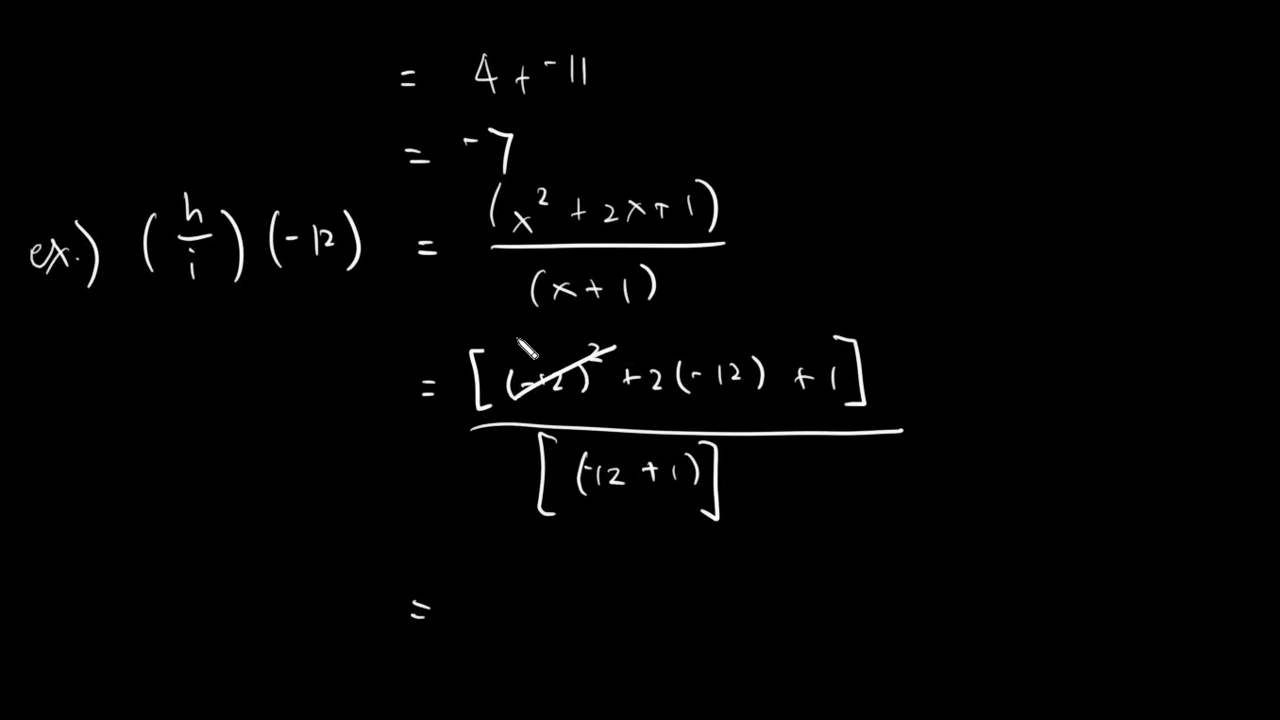 = 4 + -11
= -7
ex.) (h/i)(-12) = (x² + 2x + 1) / (x + 1)
= [(-12)² + 2(-12) + 1] / [(-12 + 1)]
=